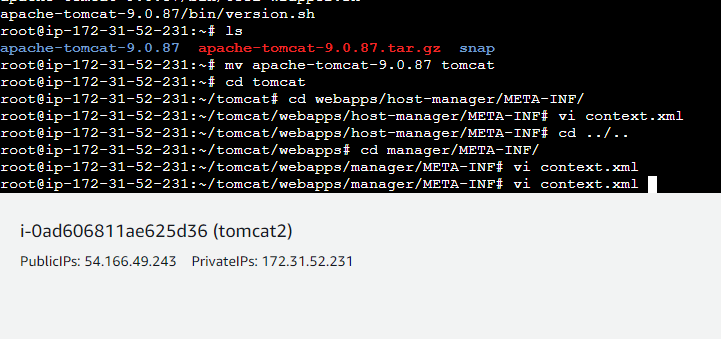 apache-tomcat-9.0.87/bin/version.sh
root@ip-172-31-52-231:~# ls
apache-tomcat-9.0.87 apache-tomcat-9.0.87.tar.gz snap
root@ip-172-31-52-231:~# mv apache-tomcat-9.0.87 tomcat
root@ip-172-31-52-231:~# cd tomcat
root@ip-172-31-52-231:~/tomcat# cd webapps/host-manager/META-INF/
root@ip-172-31-52-231:~/tomcat/webapps/host-manager/META-INF# vi context.xml
root@ip-172-31-52-231:~/tomcat/webapps/host-manager/META-INF# cd ../..
root@ip-172-31-52-231:~/tomcat/webapps# cd manager/META-INF/
root@ip-172-31-52-231:~/tomcat/webapps/manager/META-INF# vi context.xml
root@ip-172-31-52-231:~/tomcat/webapps/manager/META-INF# vi context.xml
i-0ad606811ae625d36 (tomcat2)
PublicIPs: 54.166.49.243 PrivateIPs: 172.31.52.231